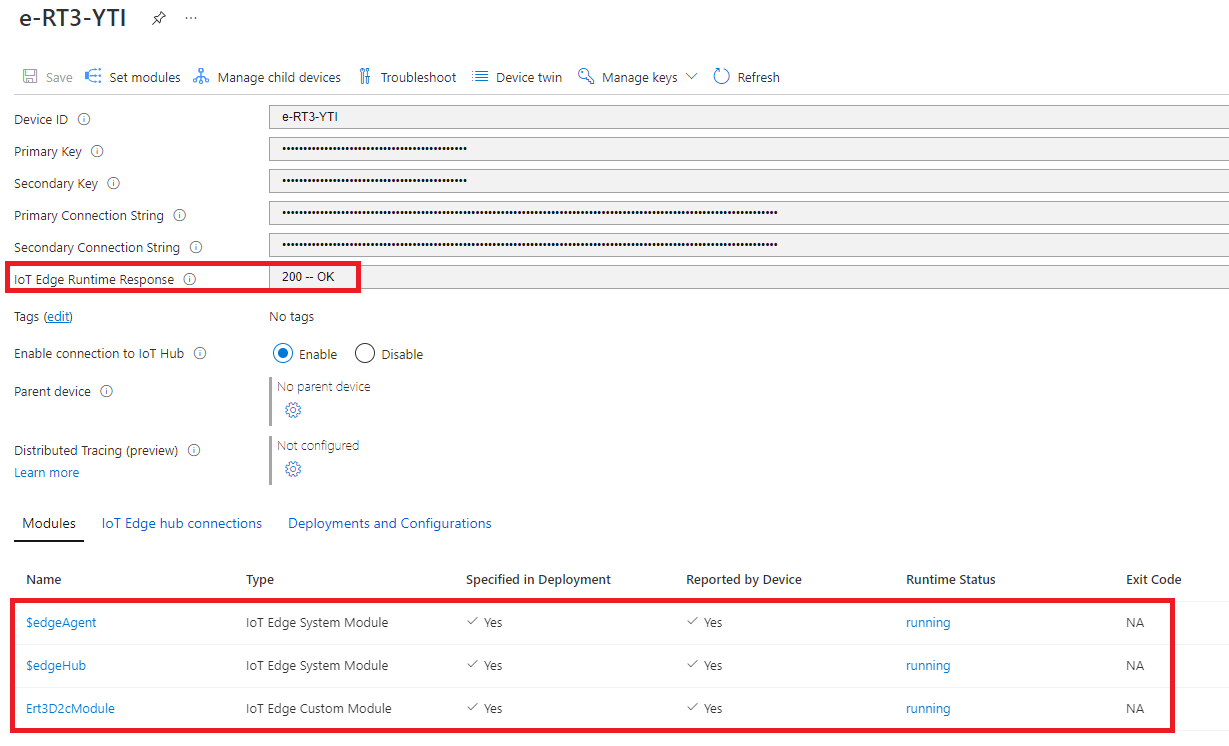 e-RT3-YTI ...
Save Set modules Manage child devices Troubleshoot Device twin Manage keys Refresh
Device ID e-RT3-YTI
Primary Key ••••••••••••••••••••••••••••••••••••••••••••
Secondary Key ••••••••••••••••••••••••••••••••••••••••••••
Primary Connection String ••••••••••••••••••••••••••••••••••••••••••••••••••••••••••••••••••••••••••••••••••••••••••••••••••••••••••••••••••••••
Secondary Connection String ••••••••••••••••••••••••••••••••••••••••••••••••••••••••••••••••••••••••••••••••••••••••••••••••••••••••••••••••••••••
IoT Edge Runtime Response 200 -- OK
Tags (edit) No tags
Enable connection to IoT Hub Enable Disable
Parent device No parent device
Distributed Tracing (preview) Not configured
Learn more
Modules IoT Edge hub connections Deployments and Configurations
Name Type Specified in Deployment Reported by Device Runtime Status Exit Code
$edgeAgent IoT Edge System Module Yes Yes running NA
$edgeHub IoT Edge System Module Yes Yes running NA
Ert3D2cModule IoT Edge Custom Module Yes Yes running NA